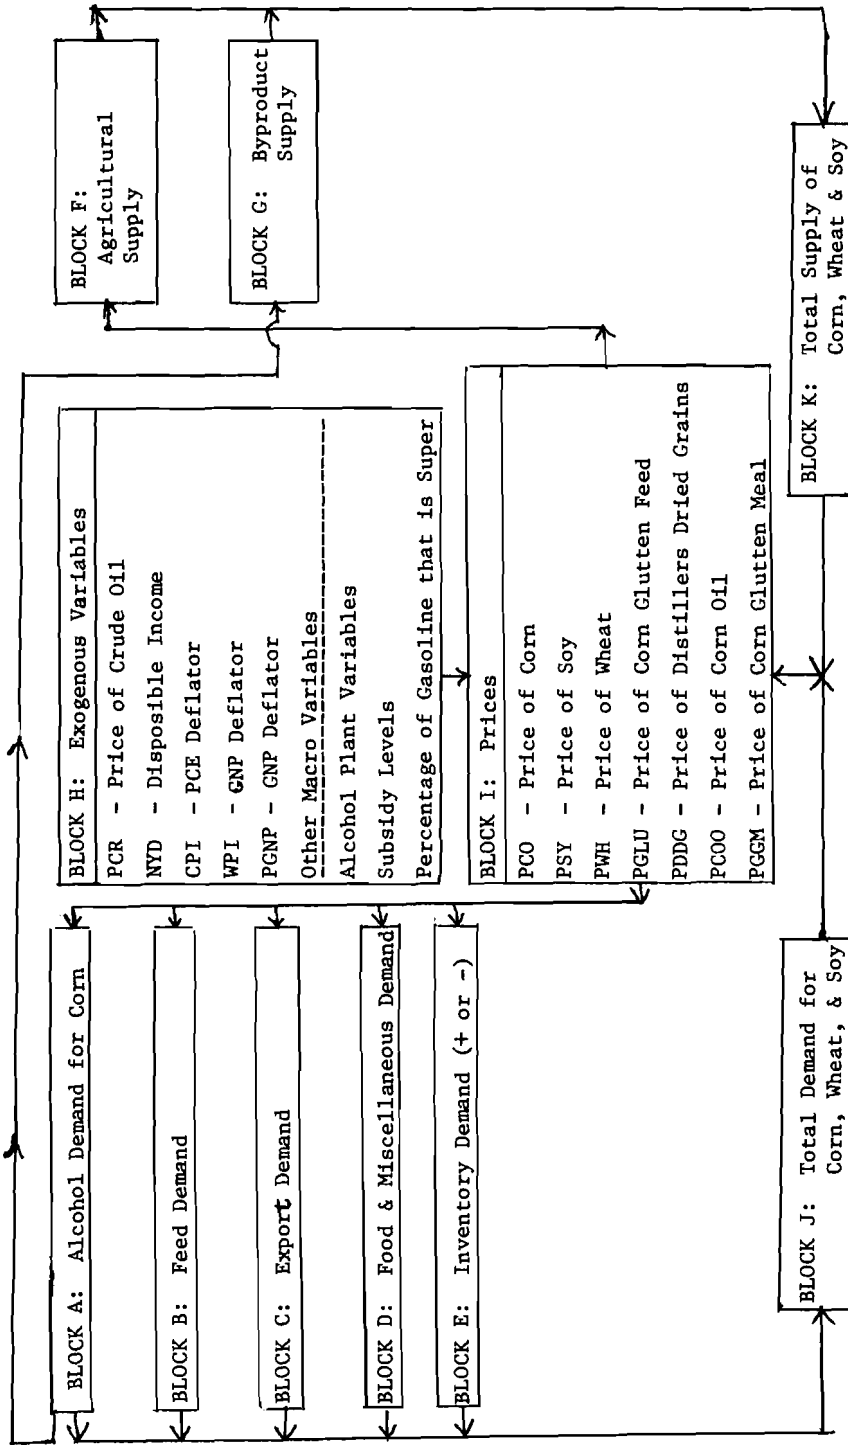 BLOCK A: Alcohol Demand for Corn
BLOCK B: Feed Demand
BLOCK C: Export Demand
BLOCK D: Food & Miscellaneous Demand
BLOCK E: Inventory Demand (+ or -)
BLOCK H: Exogenous Variables
PCR - Price of Crude Oil
NYD - Disposible Income
CPI - PCE Deflator
WPI - GNP Deflator
PGNP - GNP Deflator
Other Macro Variables
Alcohol Plant Variables
Subsidy Levels
Percentage of Gasoline that is Super
BLOCK I: Prices
PCO - Price of Corn
PSY - Price of Soy
PWH - Price of Wheat
PGLU - Price of Corn Glutten Feed
PDDG - Price of Distillers Dried Grains
PCOO - Price of Corn Oil
PGGM - Price of Corn Glutten Meal
BLOCK F:
Agricultural
Supply
BLOCK G: Byproduct
Supply
BLOCK J: Total Demand for
Corn, Wheat, & Soy
BLOCK K: Total Supply of
Corn, Wheat & Soy